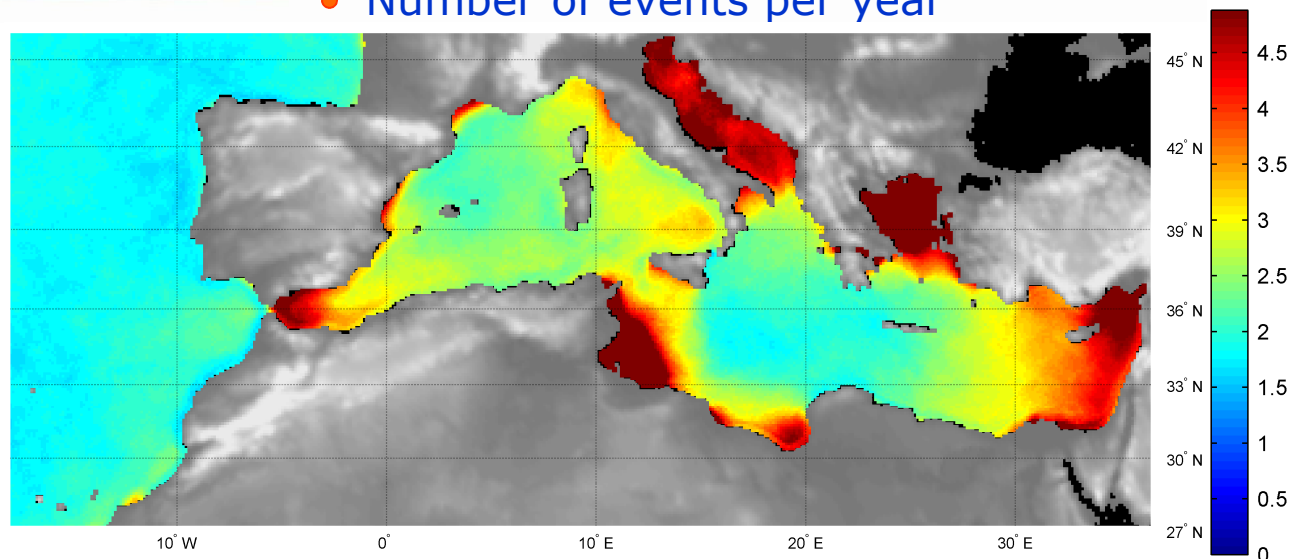 • Number of events per year
45° N
42° N
39° N
36° N
33° N
30° N
27° N
10° W
0°
10° E
20° E
30° E
4.5
4
3.5
3
2.5
2
1.5
1
0.5
0